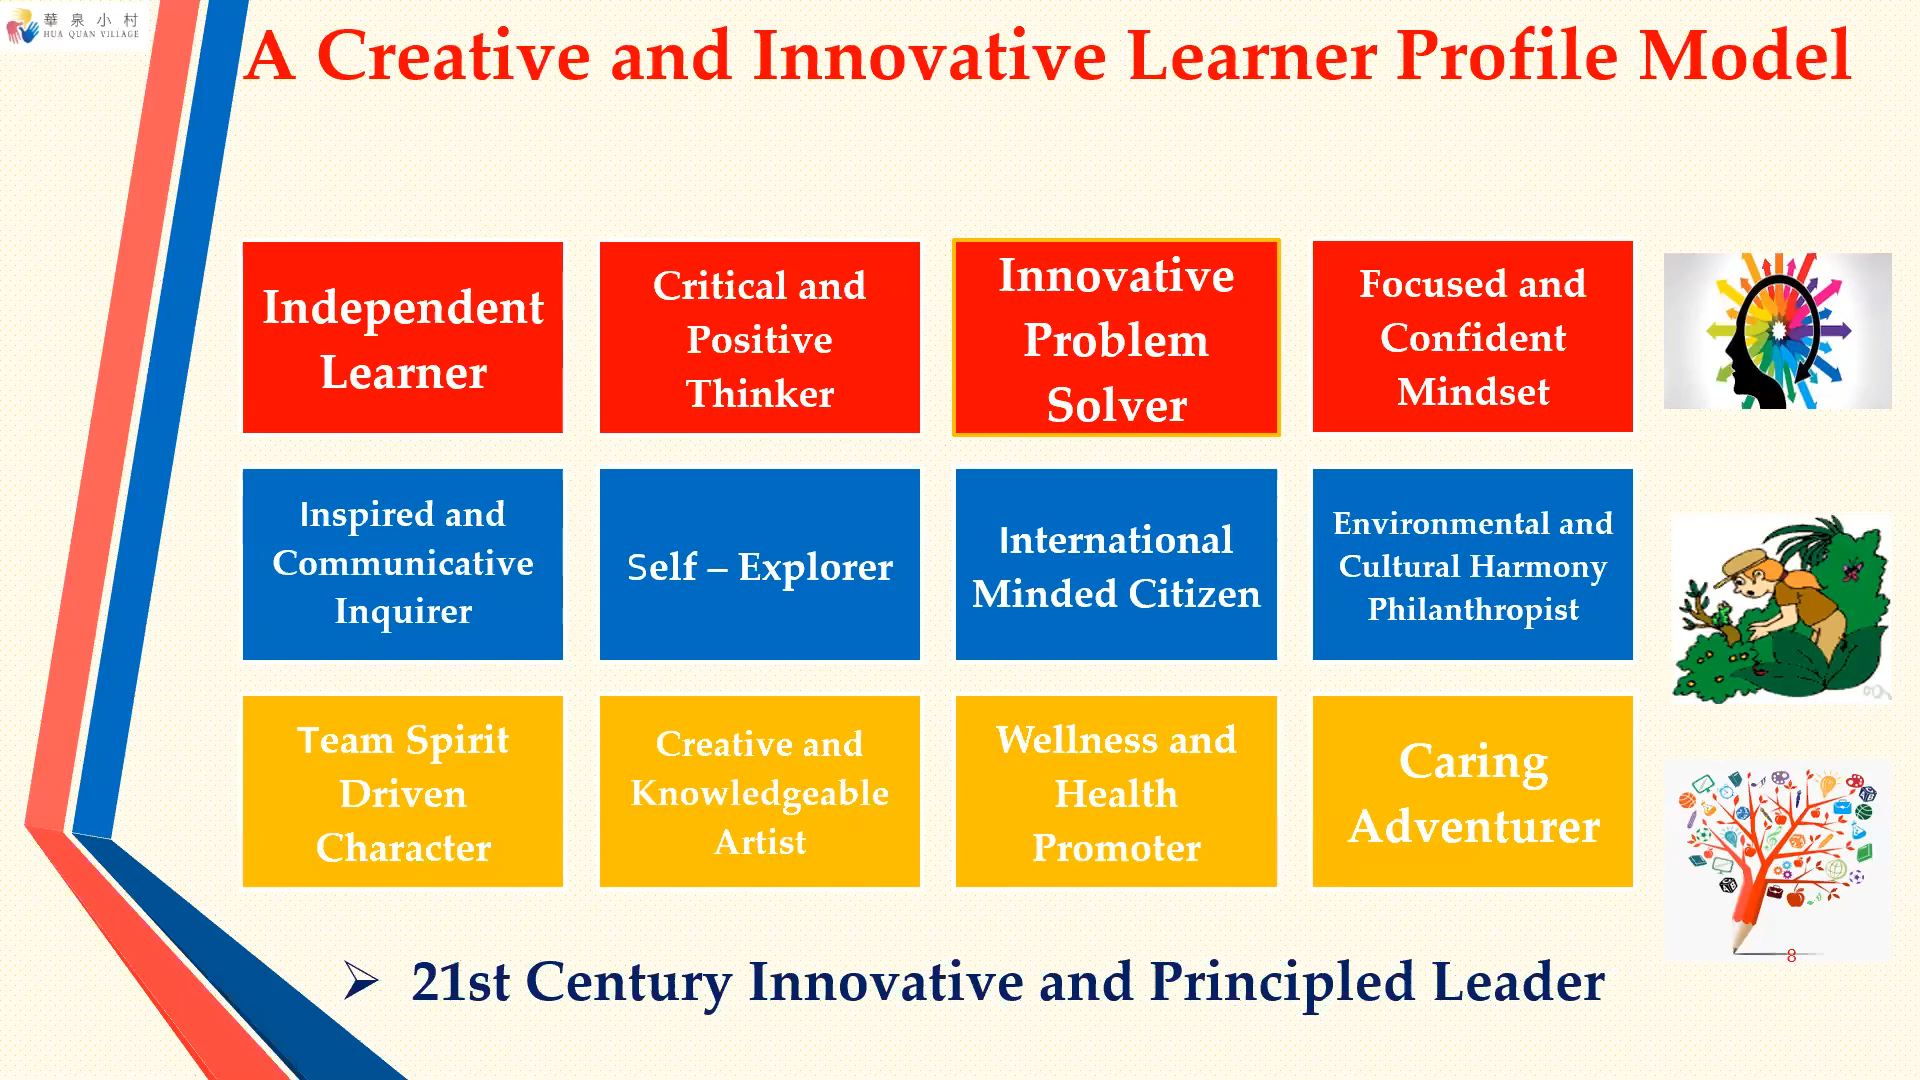 華泉小村
HUA QUAN VILLAGE
A Creative and Innovative Learner Profile Model
Independent
Learner
Critical and
Positive
Thinker
Innovative
Problem
Solver
Focused and
Confident
Mindset
Inspired and
Communicative
Inquirer
Self – Explorer
International
Minded Citizen
Environmental and
Cultural Harmony
Philanthropist
Team Spirit
Driven
Character
Creative and
Knowledgeable
Artist
Wellness and
Health
Promoter
Caring
Adventurer
8
➢ 21st Century Innovative and Principled Leader